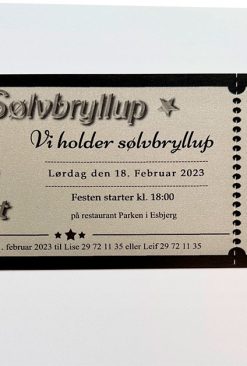 Sølvbryllup
Vi holder sølvbryllup
Lørdag den 18. Februar 2023
Festen starter kl. 18:00
på restaurant Parken i Esbjerg
. februar 2023 til Lise 29 72 11 35 eller Leif 29 72 11 35